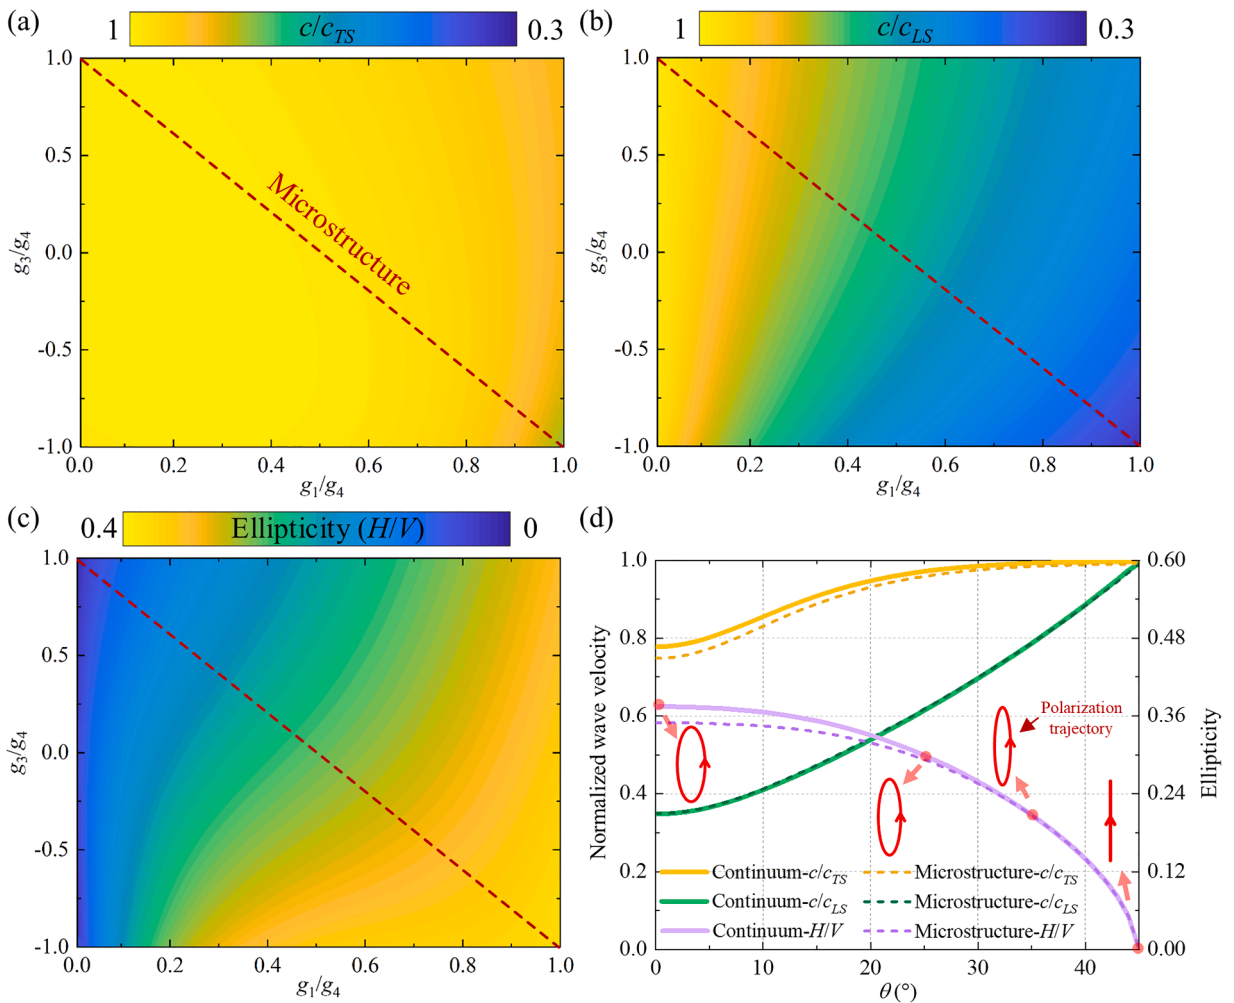 (a)
1 c/cTS 0.3
1.0
0.5
0.0
-0.5
-1.0
g3/g4
Microstructure
0.0 0.2 0.4 0.6 0.8 1.0
g1/g4
(b)
1 c/cLS 0.3
1.0
0.5
0.0
-0.5
-1.0
g3/g4
0.0 0.2 0.4 0.6 0.8 1.0
g1/g4
(c)
0.4 Ellipticity (H/V) 0
1.0
0.5
0.0
-0.5
-1.0
g3/g4
0.0 0.2 0.4 0.6 0.8 1.0
g1/g4
(d)
1.0
0.8
0.6
0.4
0.2
0.0
Normalized wave velocity
0.60
0.48
0.36
0.24
0.12
0.00
Ellipticity
Polarization
trajectory
Continuum-c/cTS Microstructure-c/cTS
Continuum-c/cLS Microstructure-c/cLS
Continuum-H/V Microstructure-H/V
0 10 20 30 40
θ (°)